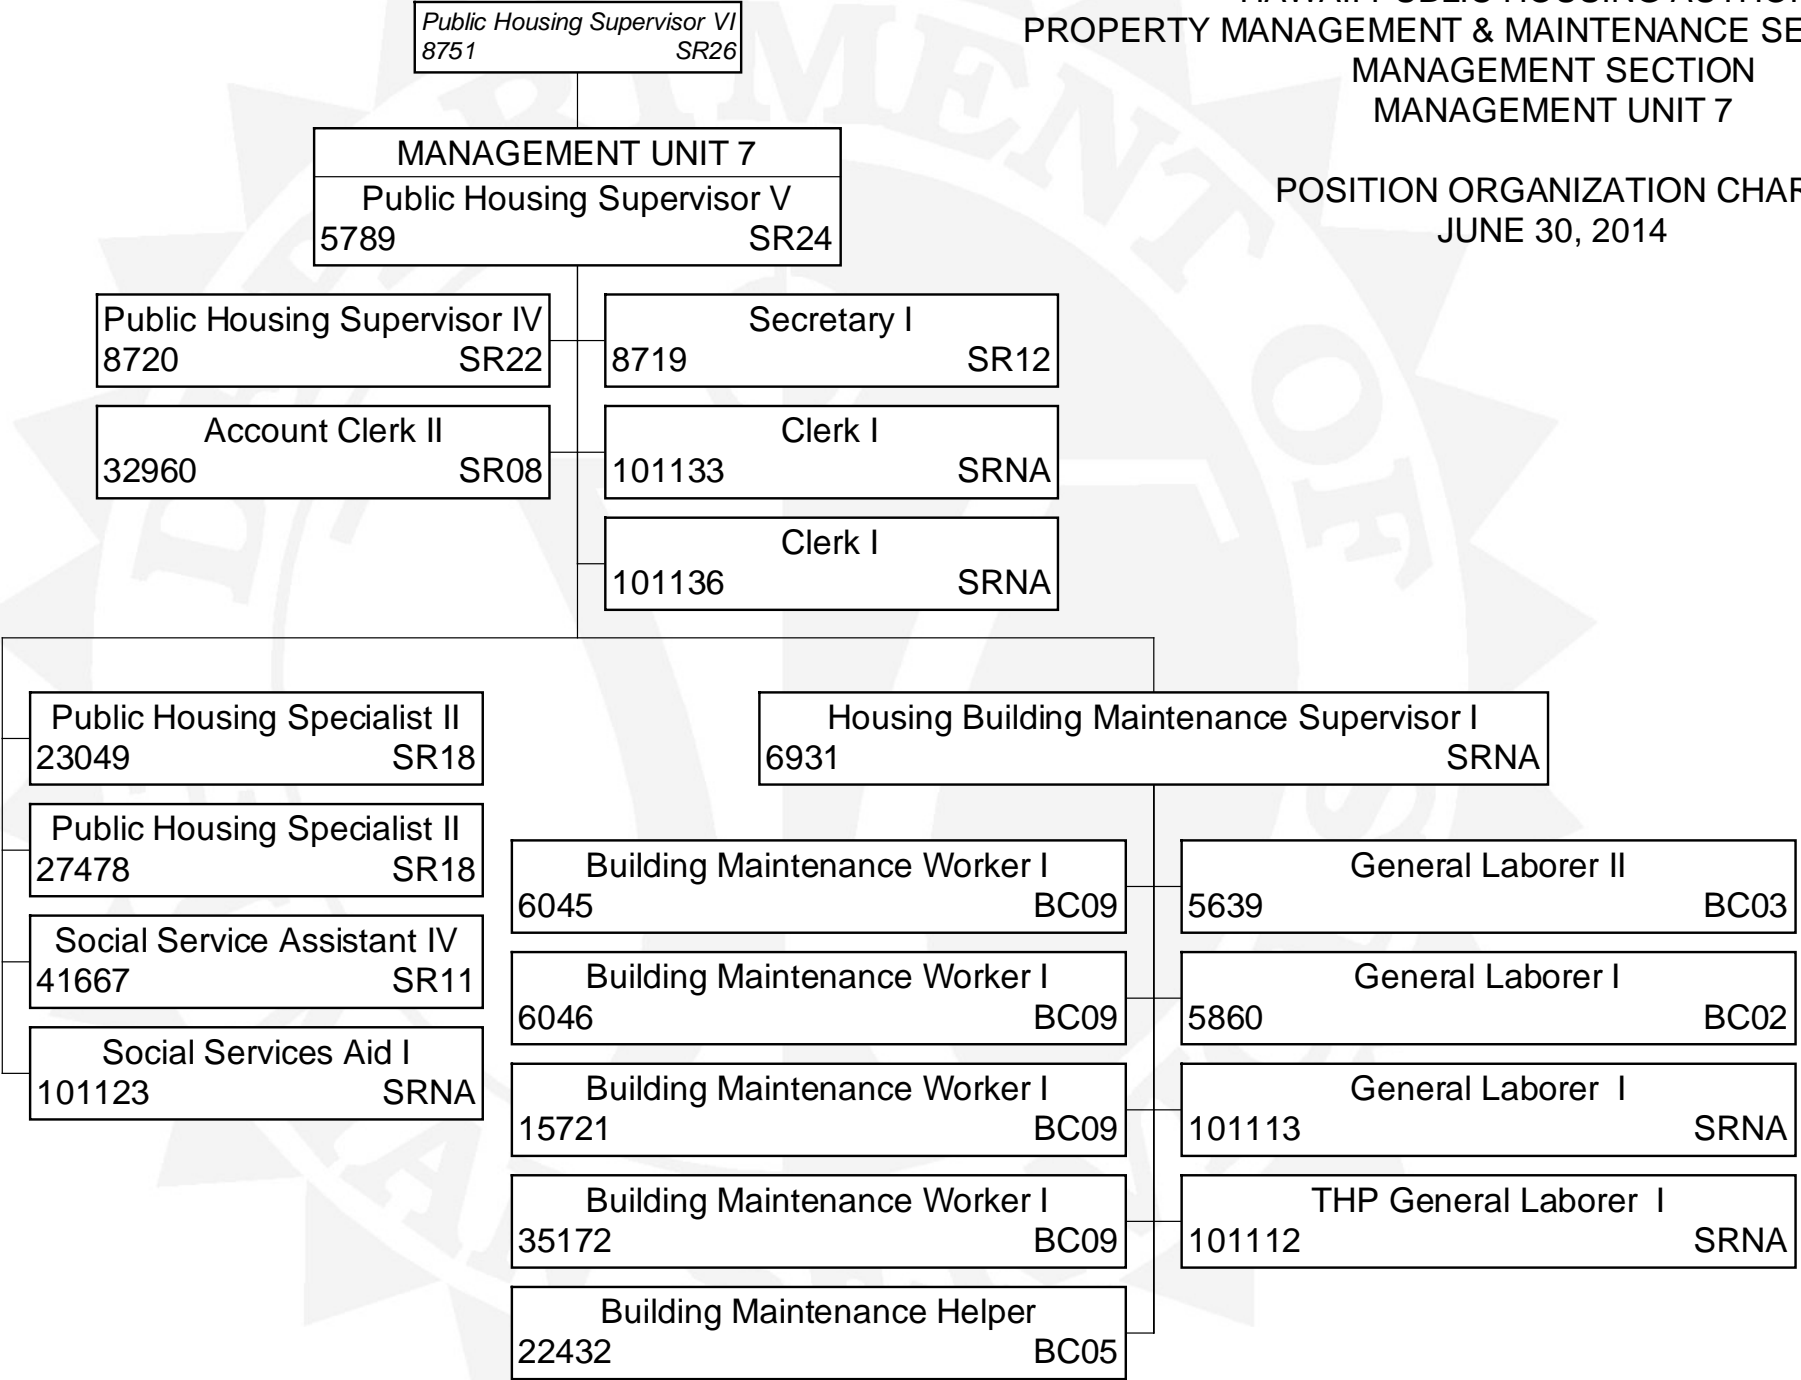 Public Housing Supervisor VI
8751 SR26
PROPERTY MANAGEMENT & MAINTENANCE SE
MANAGEMENT SECTION
MANAGEMENT UNIT 7
POSITION ORGANIZATION CHAR
JUNE 30, 2014
MANAGEMENT UNIT 7
Public Housing Supervisor V
5789 SR24
Public Housing Supervisor IV
8720 SR22
Secretary I
8719 SR12
Account Clerk II
32960 SR08
Clerk I
101133 SRNA
Clerk I
101136 SRNA
Public Housing Specialist II
23049 SR18
Public Housing Specialist II
27478 SR18
Social Service Assistant IV
41667 SR11
Social Services Aid I
101123 SRNA
Housing Building Maintenance Supervisor I
6931 SRNA
Building Maintenance Worker I
6045 BC09
Building Maintenance Worker I
6046 BC09
Building Maintenance Worker I
15721 BC09
Building Maintenance Worker I
35172 BC09
Building Maintenance Helper
22432 BC05
General Laborer II
5639 BC03
General Laborer I
5860 BC02
General Laborer I
101113 SRNA
THP General Laborer I
101112 SRNA